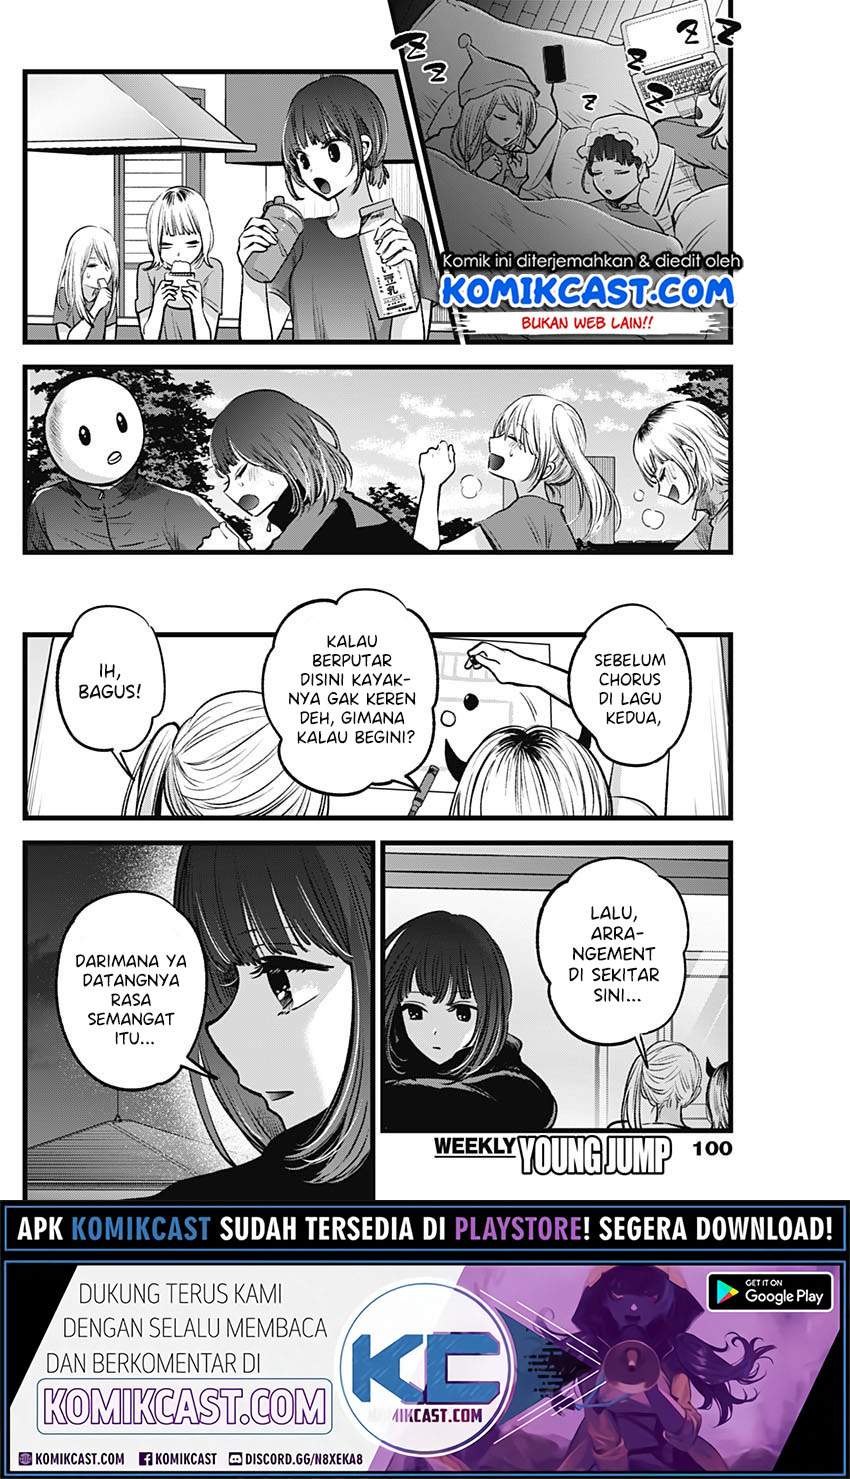 Z Z Z Z Z Z Z
Komik ini diterjemahkan & diedit oleh
KOMIKCAST.COM
BUKAN WEB LAIN!!
豆乳
SEBELUM
CHORUS
DI LAGU
KEDUA,
KALAU
BERPUTAR
DISINI KAYAK-
NYA GAK KEREN
DEH, GIMANA
KALAU BEGINI?
IH,
BAGUS!
LALU,
ARRA-
NGEMENT
DI SEKITAR
SINI...
DARIMANA YA
DATANGNYA
RASA
SEMANGAT
ITU...
WEEKLY YOUNG JUMP 100
APK KOMIKCAST SUDAH TERSEDIA DI PLAYSTORE! SEGERA DOWNLOAD!
DUKUNG TERUS KAMI
DENGAN SELALU MEMBACA
DAN BERKOMENTAR DI
KOMIKCAST.COM
KOMIKCAST.COM KOMIKCAST DISCORD.GG/N8XEKA8
KC
KOMIKCAST.COM
GET IT ON
Google Play